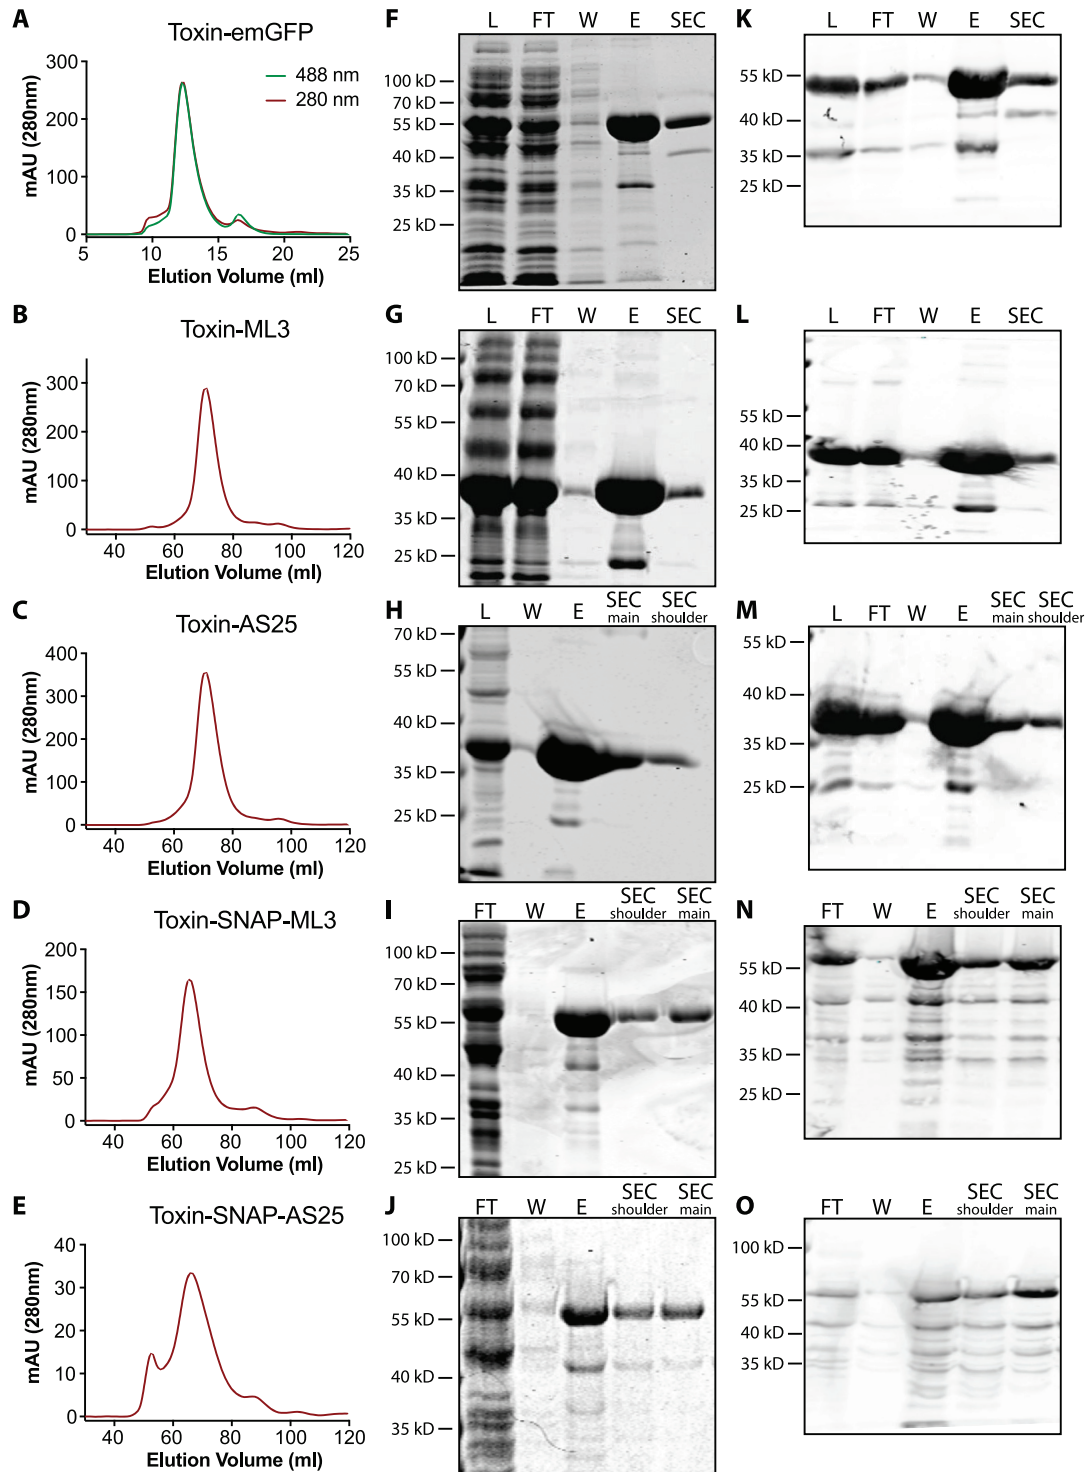 A
Toxin-emGFP
300
200
100
0
488 nm
280 nm
mAU (280nm)
5 10 15 20 25
Elution Volume (ml)
F
L FT W E SEC
100 kD
70 kD
55 kD
40 kD
35 kD
25 kD
K
L FT W E SEC
55 kD
40 kD
35 kD
25 kD
B
Toxin-ML3
300
200
100
0
mAU (280nm)
40 60 80 100 120
Elution Volume (ml)
G
L FT W E SEC
100 kD
70 kD
55 kD
40 kD
35 kD
25 kD
L
L FT W E SEC
55 kD
40 kD
35 kD
25 kD
C
Toxin-AS25
400
300
200
100
0
mAU (280nm)
40 60 80 100 120
Elution Volume (ml)
H
L W E SEC main SEC shoulder
70 kD
55 kD
40 kD
35 kD
25 kD
M
L FT W E SEC main SEC shoulder
55 kD
40 kD
35 kD
25 kD
D
Toxin-SNAP-ML3
200
150
100
50
0
mAU (280nm)
40 60 80 100 120
Elution Volume (ml)
I
FT W E SEC shoulder SEC main
100 kD
70 kD
55 kD
40 kD
35 kD
25 kD
N
FT W E SEC shoulder SEC main
55 kD
40 kD
35 kD
25 kD
E
Toxin-SNAP-AS25
40
30
20
10
0
mAU (280nm)
40 60 80 100 120
Elution Volume (ml)
J
FT W E SEC shoulder SEC main
100 kD
70 kD
55 kD
40 kD
35 kD
O
FT W E SEC shoulder SEC main
100 kD
55 kD
40 kD
35 kD